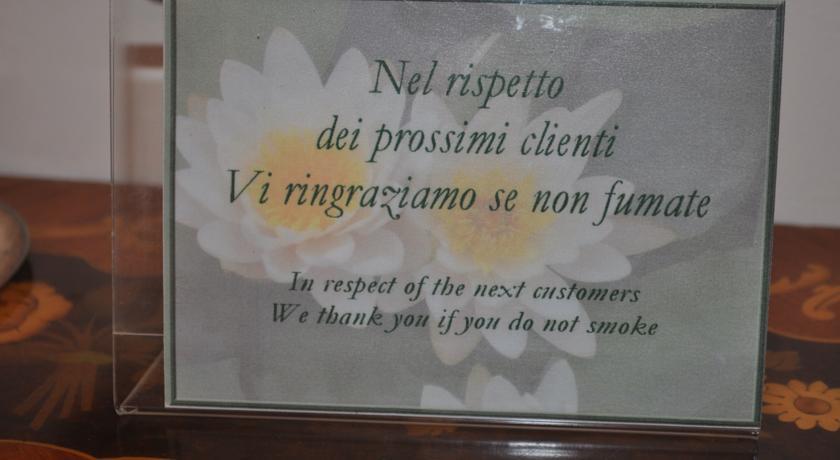 Nel rispetto
dei prossimi clienti
Vi ringraziamo se non fumate
In respect of the next customers
We thank you if you do not smoke